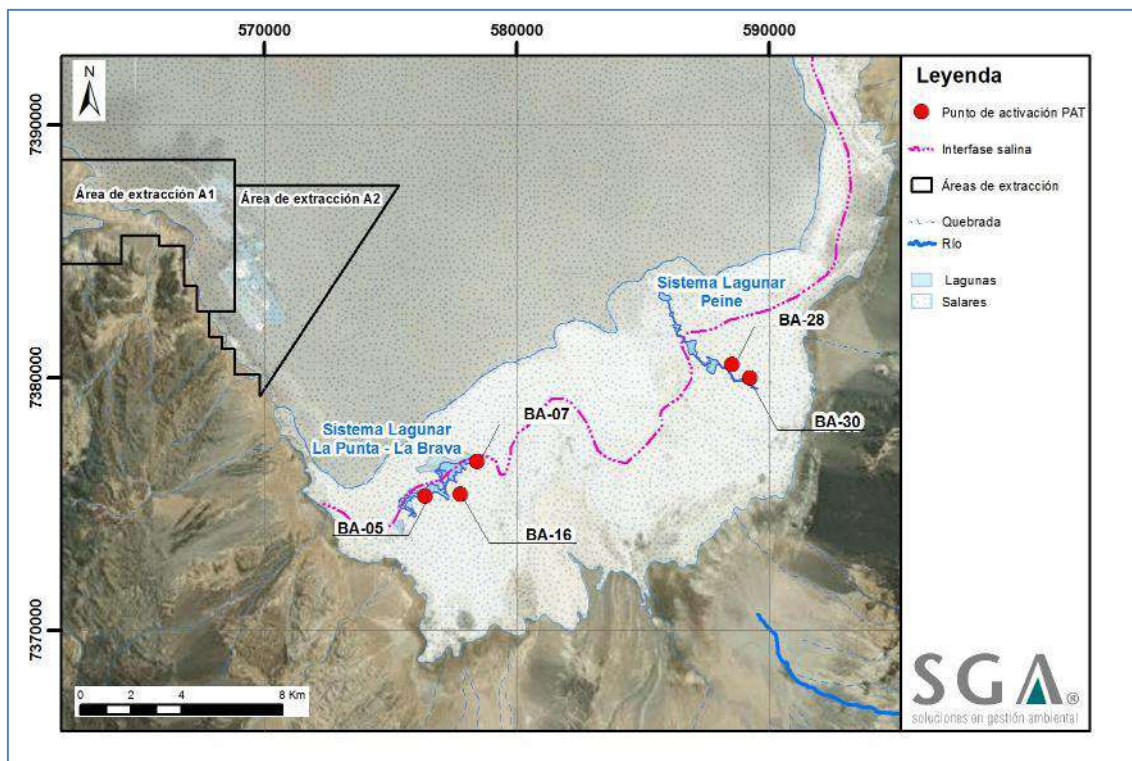 570000
580000
590000
N
7390000
7380000
7370000
Área de extracción A1
Área de extracción A2
Sistema Lagunar
Peine
BA-28
BA-30
Sistema Lagunar
La Punta - La Brava
BA-07
BA-05
BA-16
0 2 4 8 Km
Leyenda
Punto de activación PAT
Interfase salina
Áreas de extracción
Quebrada
Río
Lagunas
Salares
SGA®
soluciones en gestión ambiental